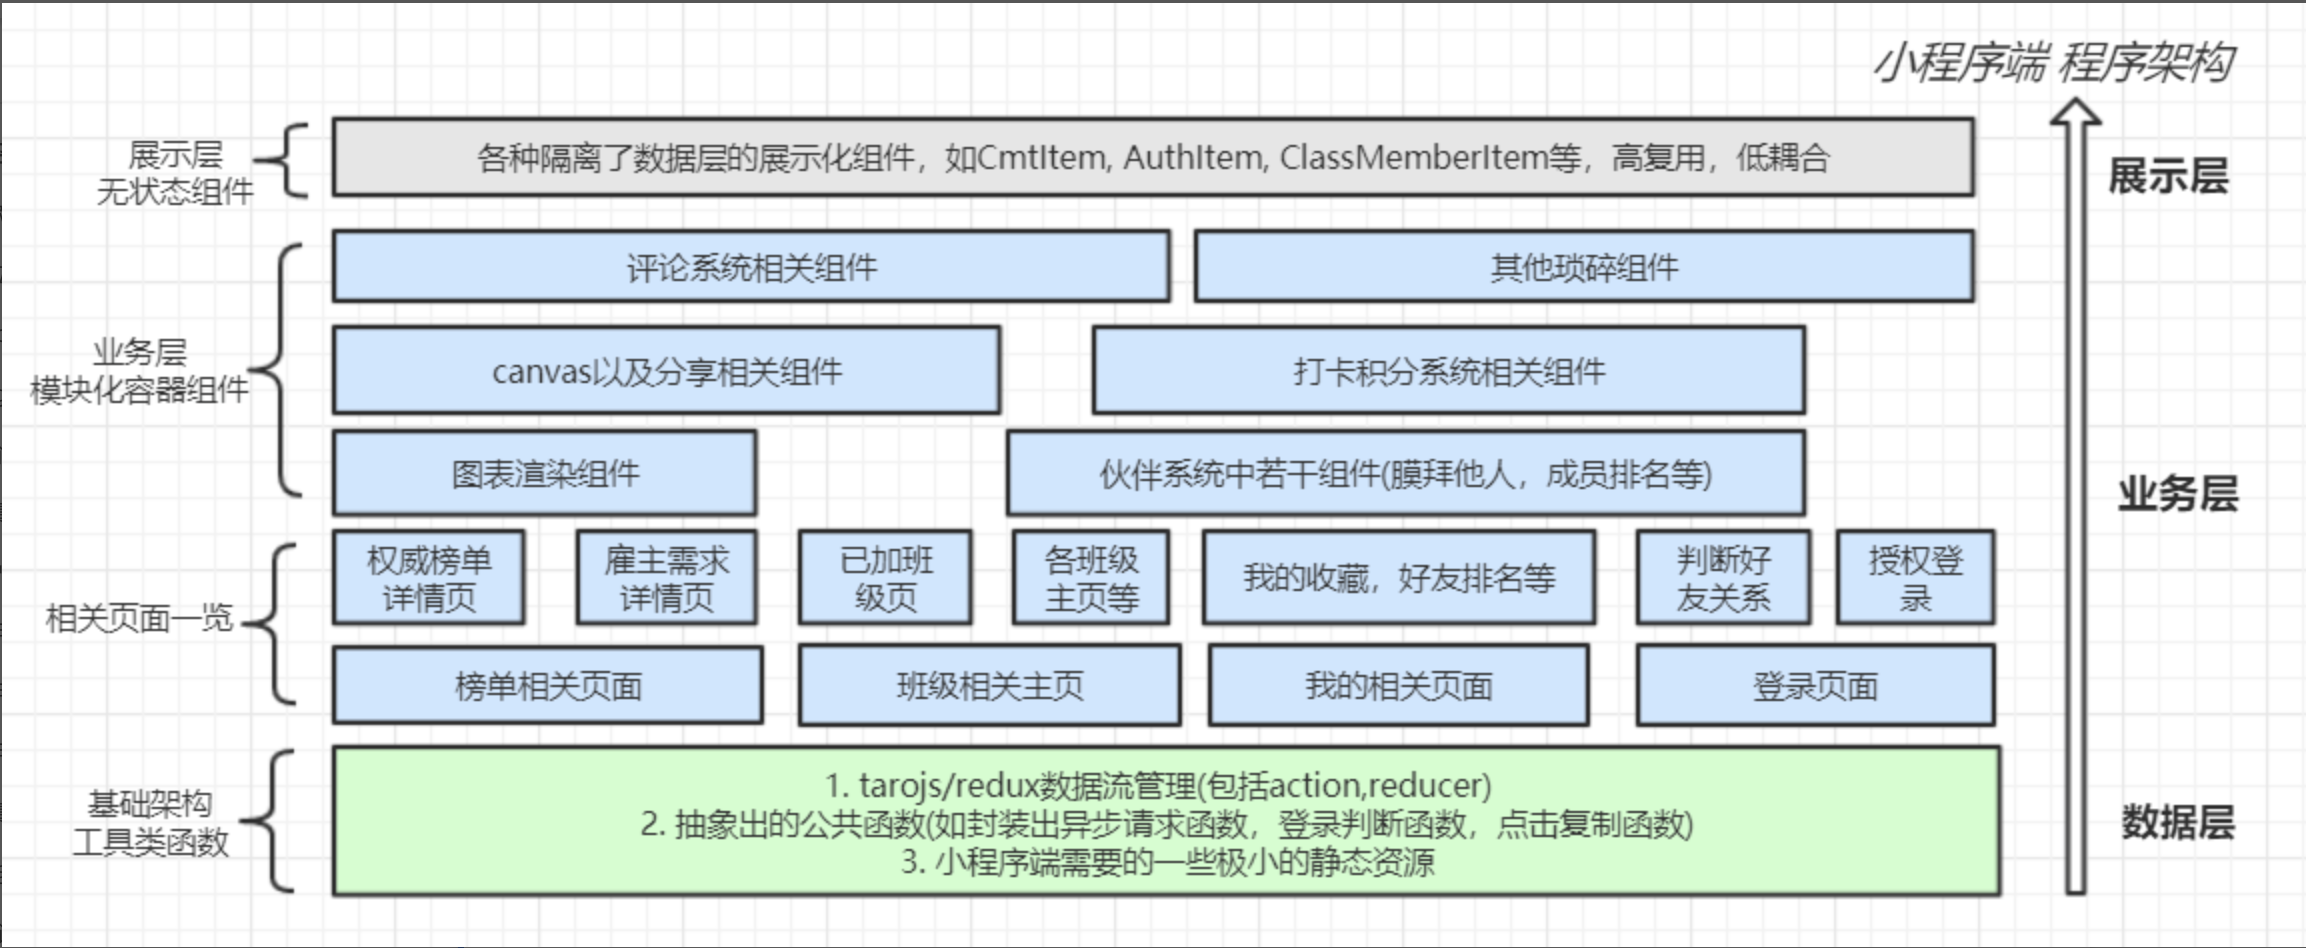 小程序端 程序架构
展示层
无状态组件
各种隔离了数据层的展示化组件，如CmtItem, AuthItem, ClassMemberItem等，高复用，低耦合
展示层
评论系统相关组件
其他琐碎组件
业务层
模块化容器组件
canvas以及分享相关组件
打卡积分系统相关组件
图表渲染组件
伙伴系统中若干组件(膜拜他人，成员排名等)
业务层
相关页面一览
权威榜单
详情页
雇主需求
详情页
已加班
级页
各班级
主页等
我的收藏，好友排名等
判断好
友关系
授权登
录
榜单相关页面
班级相关主页
我的相关页面
登录页面
基础架构
工具类函数
1. tarojs/redux数据流管理(包括action,reducer)
2. 抽象出的公共函数(如封装出异步请求函数，登录判断函数，点击复制函数)
3. 小程序端需要的一些极小的静态资源
数据层